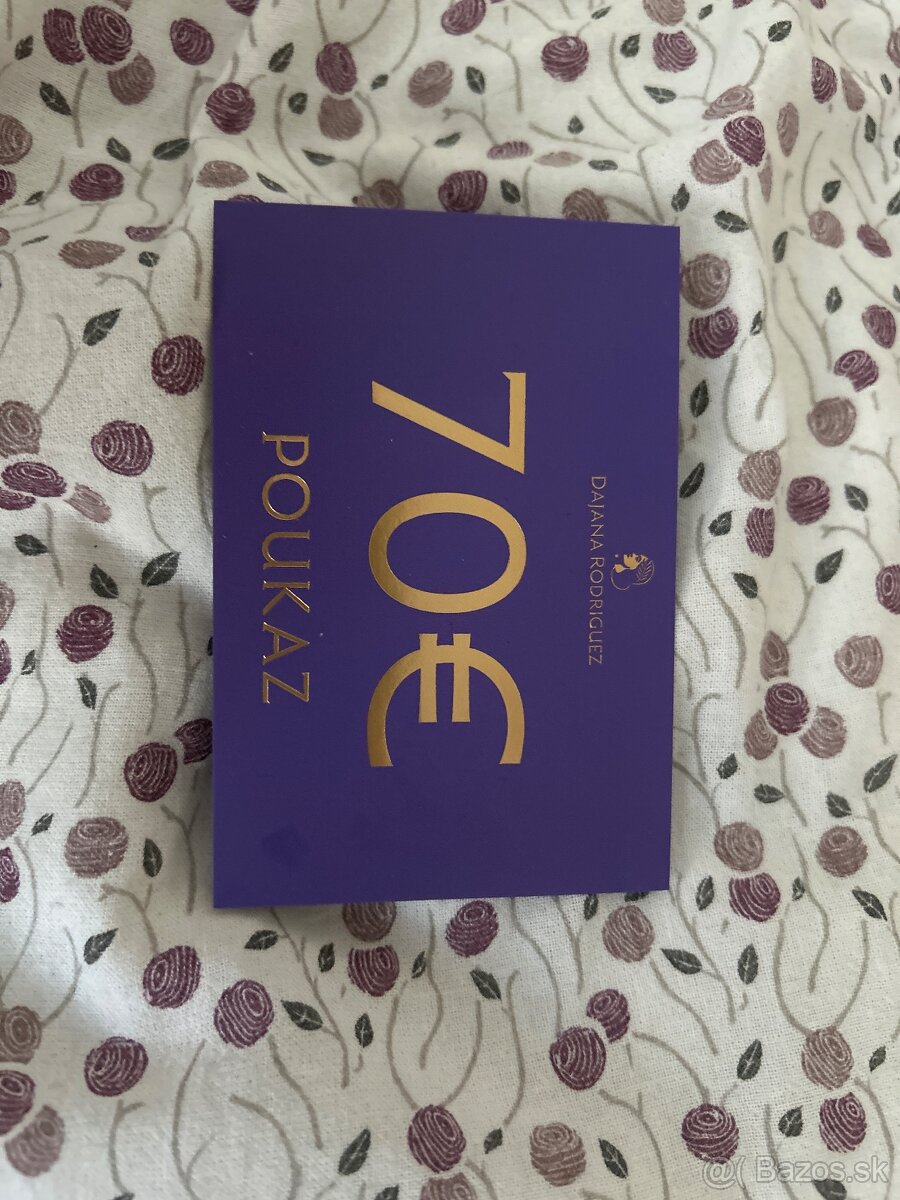 DAJANA RODRIGUEZ
70€
POUKAZ
@( Bazos.sk